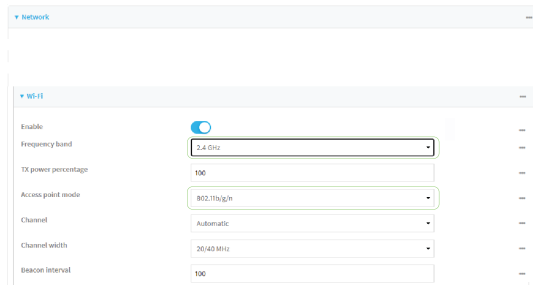 ▼ Network
▼ Wi-Fi
Enable
Frequency band
2.4 GHz
TX power percentage
100
Access point mode
802.11b/g/n
Channel
Automatic
Channel width
20/40 MHz
Beacon interval
100